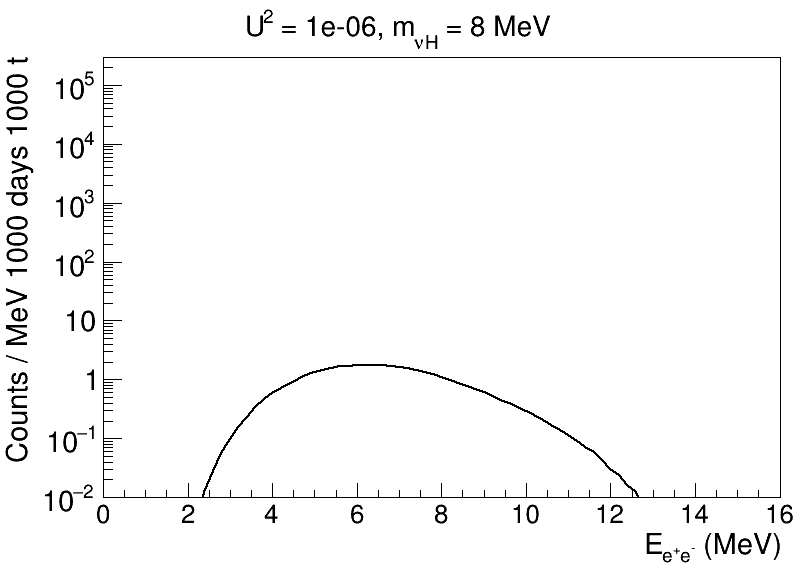 U² = 1e-06, m_νH = 8 MeV
Counts / MeV 1000 days 1000 t
10⁵
10⁴
10³
10²
10
1
10⁻¹
10⁻²
0 2 4 6 8 10 12 14 16
E_e⁺e⁻ (MeV)